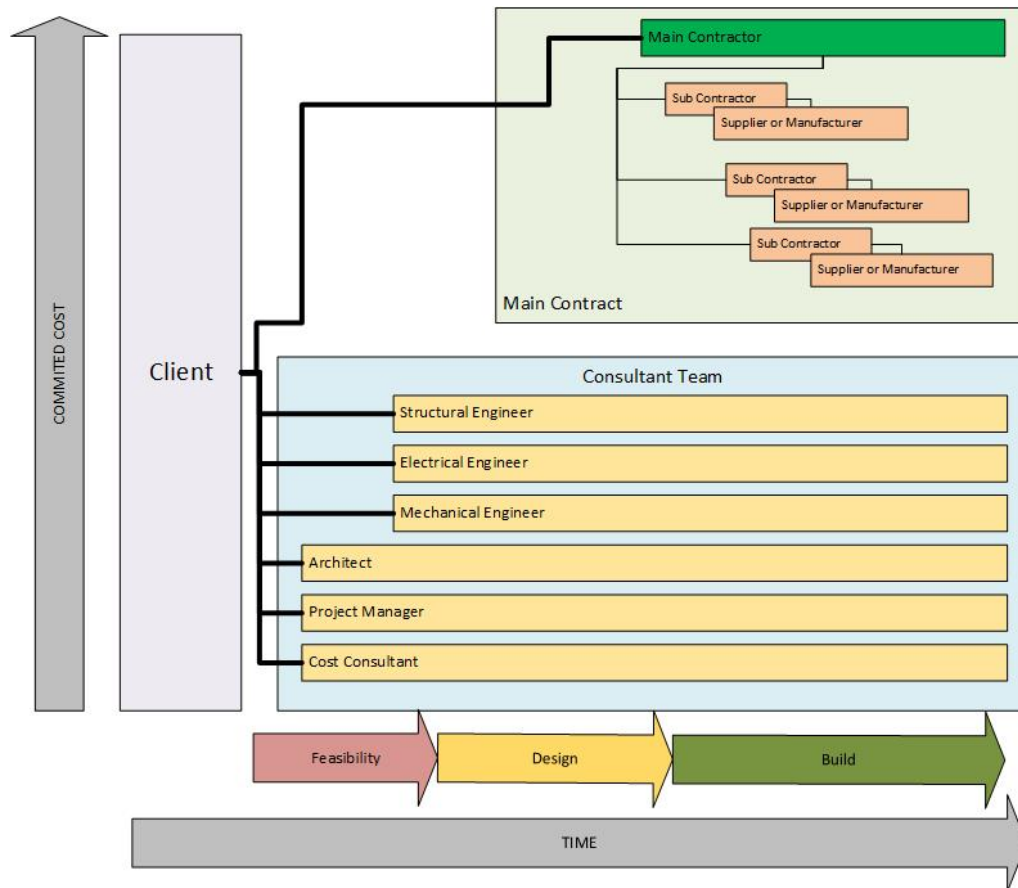 Main Contractor
Sub Contractor
Supplier or Manufacturer
Sub Contractor
Supplier or Manufacturer
Sub Contractor
Supplier or Manufacturer
Main Contract
COMMITED COST
Client
Consultant Team
Structural Engineer
Electrical Engineer
Mechanical Engineer
Architect
Project Manager
Cost Consultant
Feasibility
Design
Build
TIME